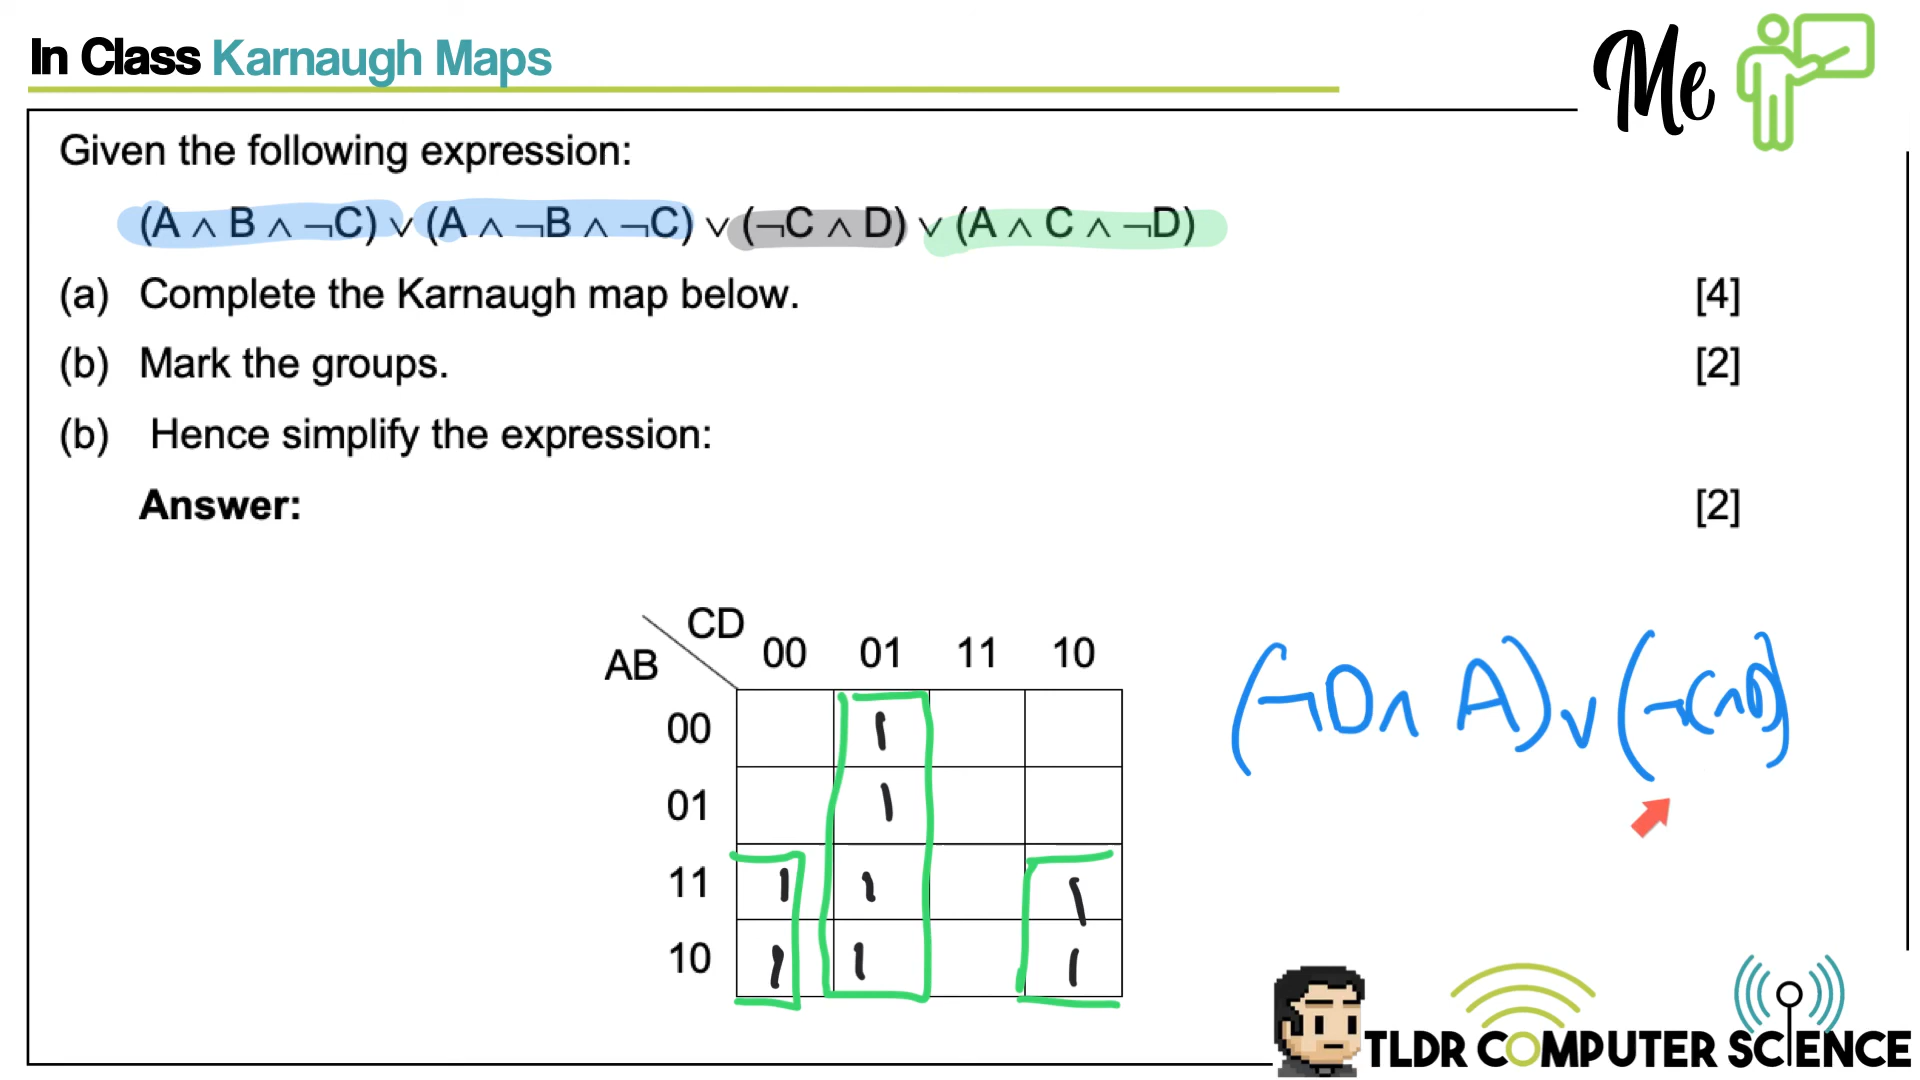 In Class Karnaugh Maps
Me
Given the following expression:
(A ∧ B ∧ ¬C) ∨ (A ∧ ¬B ∧ ¬C) ∨ (¬C ∧ D) ∨ (A ∧ C ∧ ¬D)
(a) Complete the Karnaugh map below. [4]
(b) Mark the groups. [2]
(b) Hence simplify the expression:
Answer: [2]
CD
AB 00 01 11 10
00 1
01 1
11 1 1 1
10 1 1 1
(¬D ∧ A) ∨ (¬C ∧ D)
TLDR COMPUTER SCIENCE